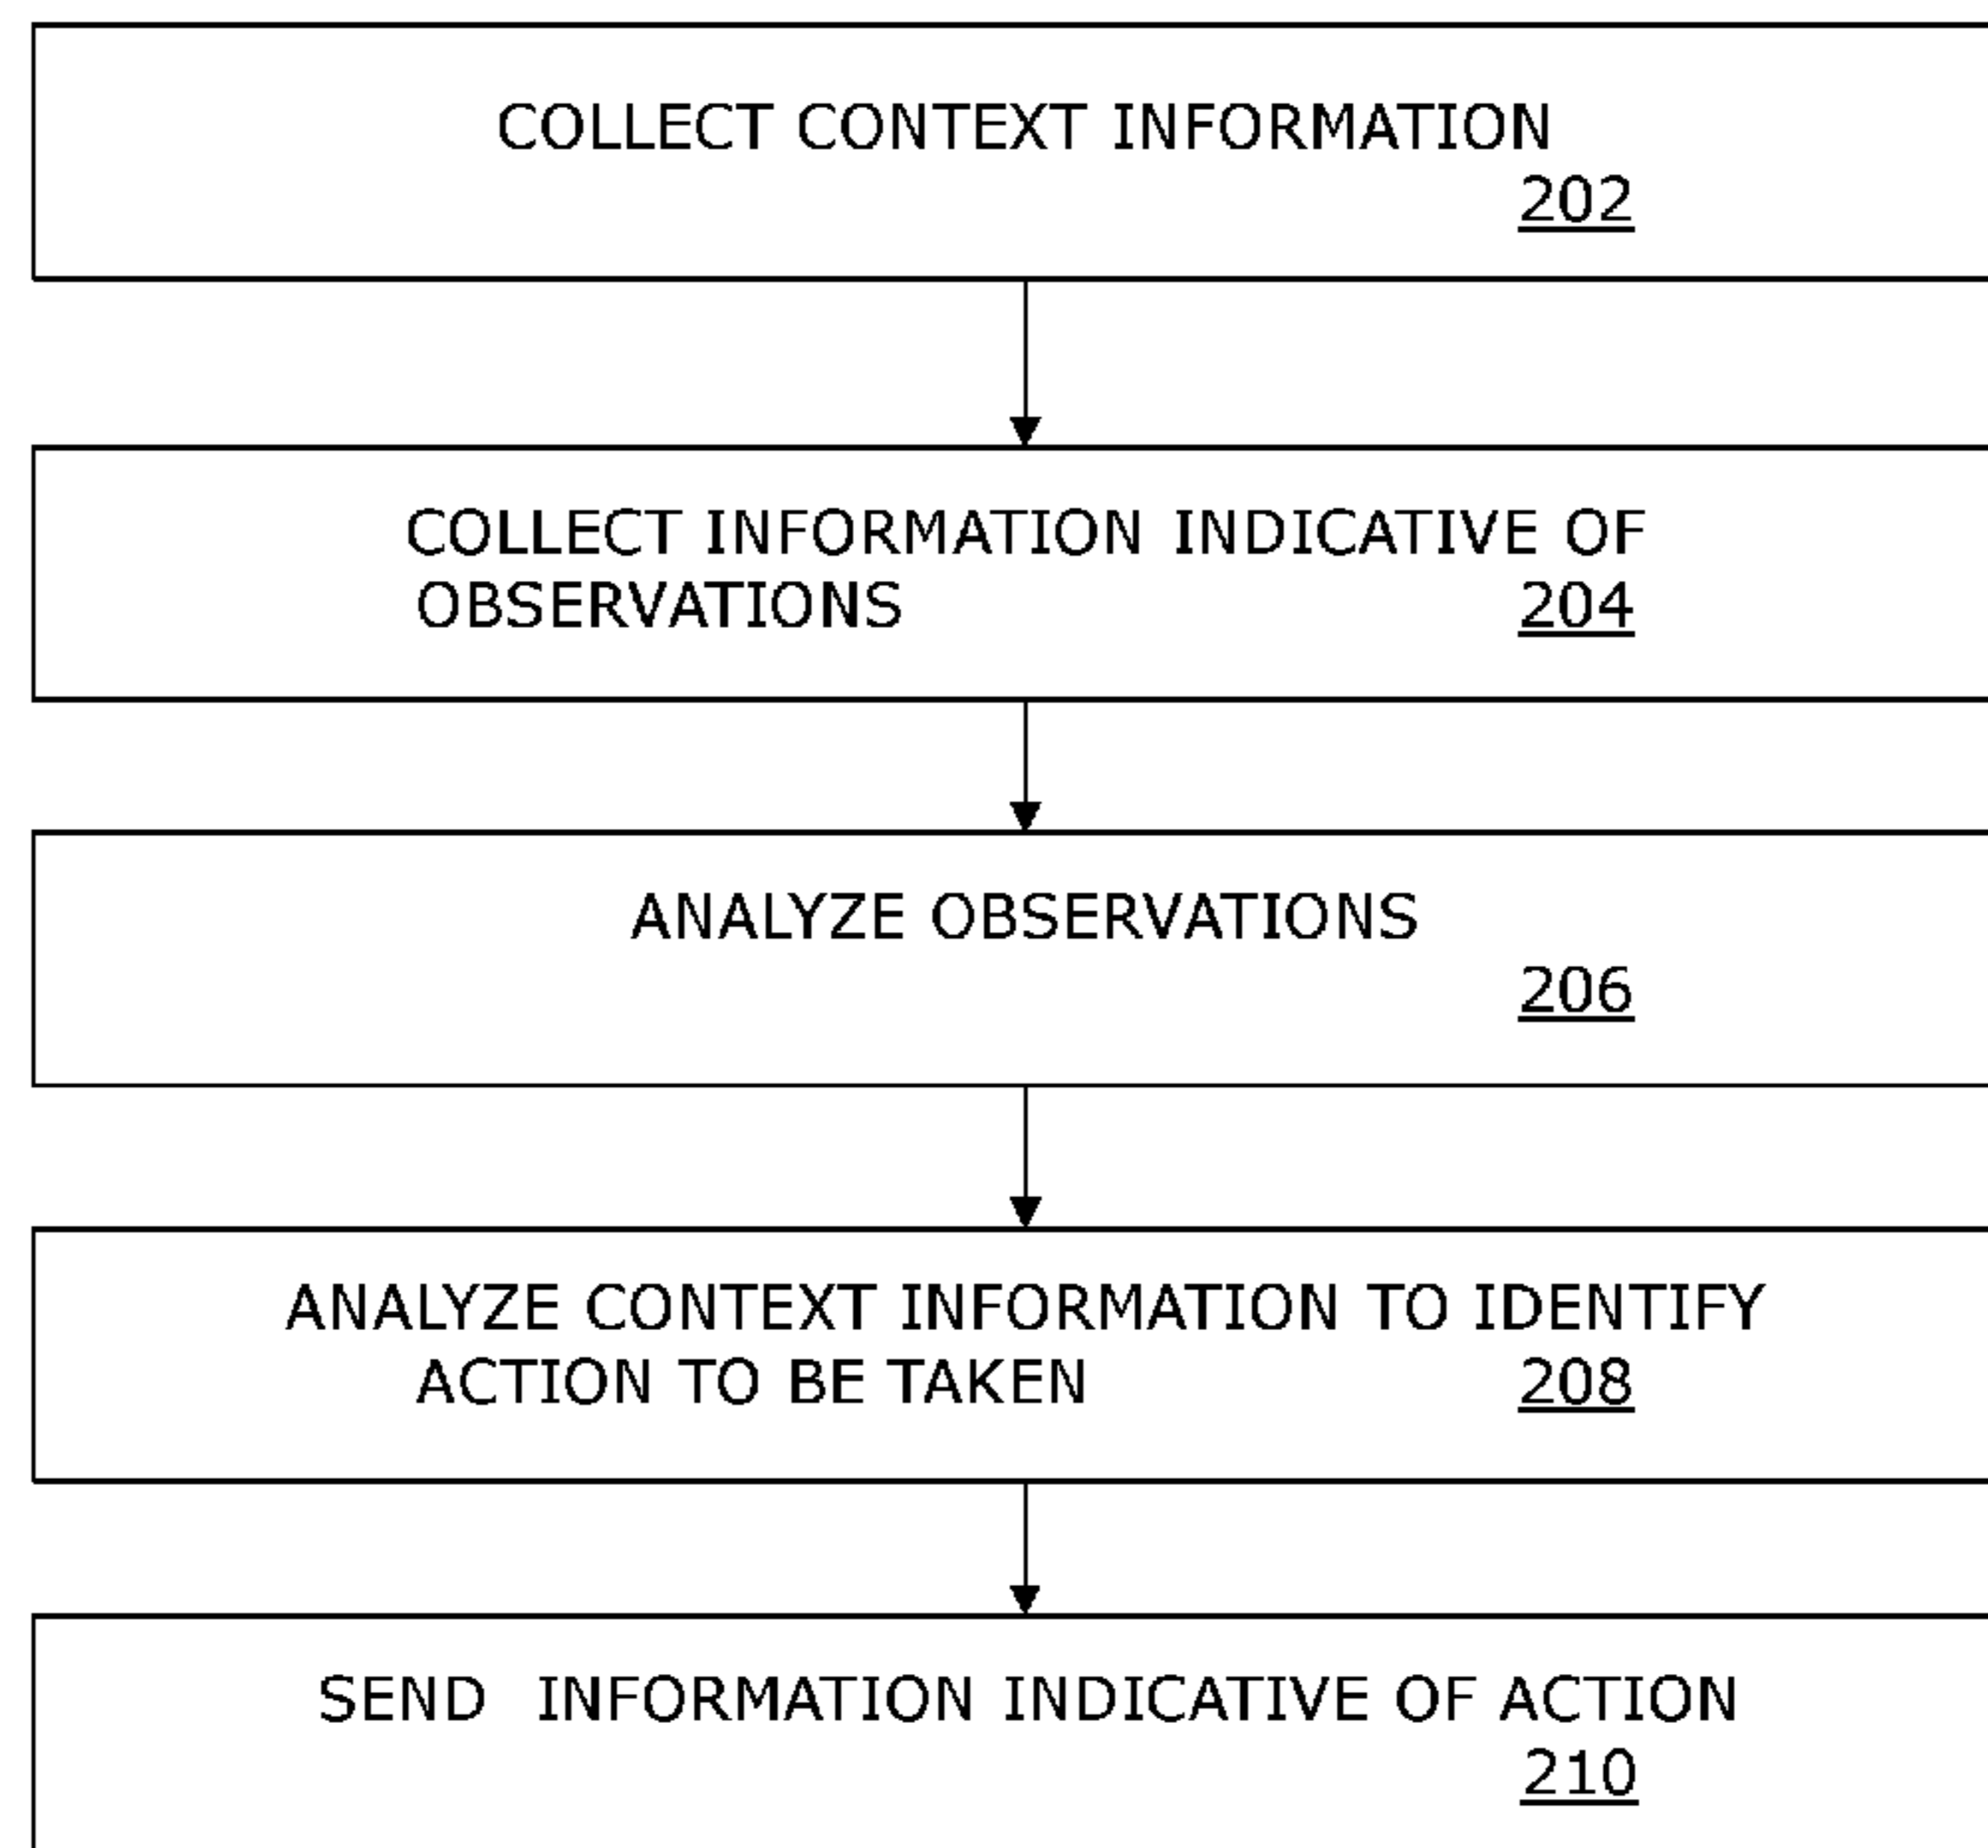 COLLECT CONTEXT INFORMATION
202
COLLECT INFORMATION INDICATIVE OF
OBSERVATIONS 204
ANALYZE OBSERVATIONS
206
ANALYZE CONTEXT INFORMATION TO IDENTIFY
ACTION TO BE TAKEN 208
SEND INFORMATION INDICATIVE OF ACTION
210